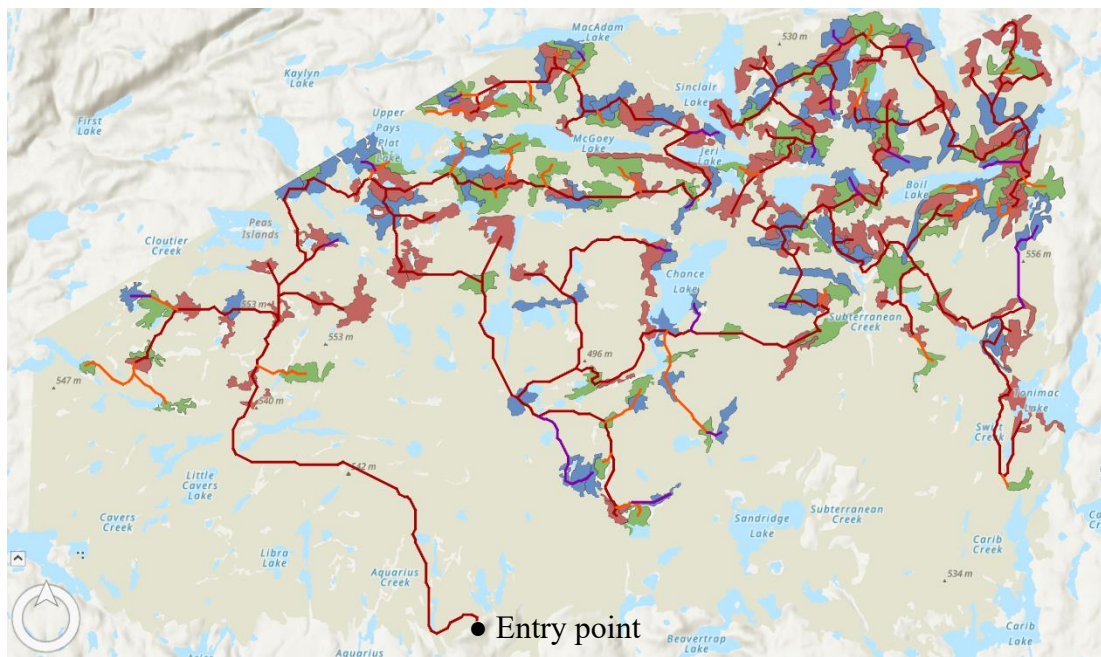 MacAdam
Lake
530 m
Kaylyn
Lake
Sinclair
Lake
First
Lake
Upper
Pays
Plat
Lake
McGoey
Lake
Jeri
Lake
Boil
Lake
Peas
Islands
Cloutier
Creek
556 m
Chance
Lake
553 m
Subterranean
Creek
553 m
496 m
547 m
540 m
Tonimac
Lake
Swift
Creek
542 m
Little
Cavers
Lake
Cavers
Creek
Sandridge
Lake
Subterranean
Creek
Libra
Lake
Carib
Creek
Aquarius
Creek
534 m
Entry point
Beavertrap
Lake
Carib
Lake
Aquarius